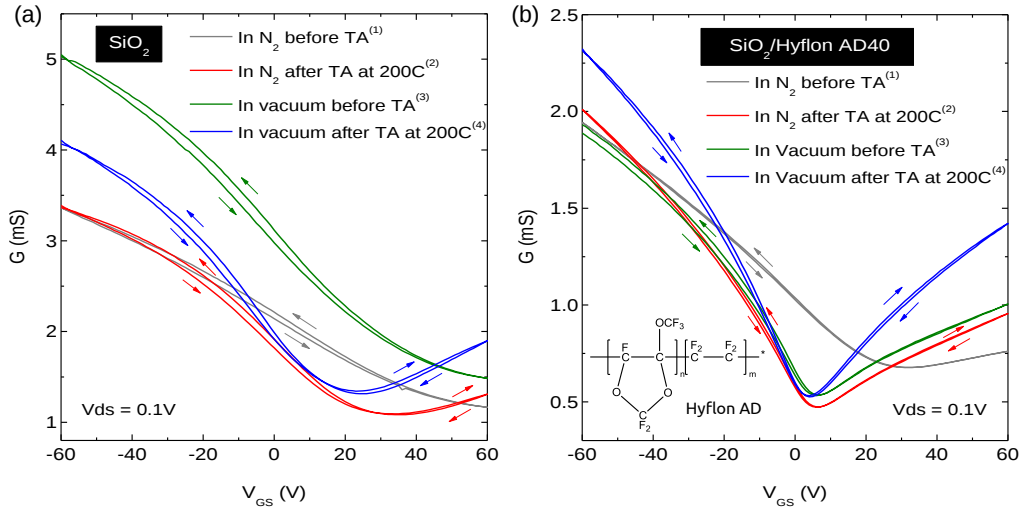 (a)
SiO2
In N2 before TA(1)
In N2 after TA at 200C(2)
In vacuum before TA(3)
In vacuum after TA at 200C(4)
G (mS)
5
4
3
2
1
Vds = 0.1V
-60 -40 -20 0 20 40 60
VGS (V)
(b)
SiO2/Hyflon AD40
In N2 before TA(1)
In N2 after TA at 200C(2)
In Vacuum before TA(3)
In Vacuum after TA at 200C(4)
G (mS)
2.5
2.0
1.5
1.0
0.5
OCF3
F C C n F2 C F2 C m *
O O
C
F2
Hyflon AD
Vds = 0.1V
-60 -40 -20 0 20 40 60
VGS (V)